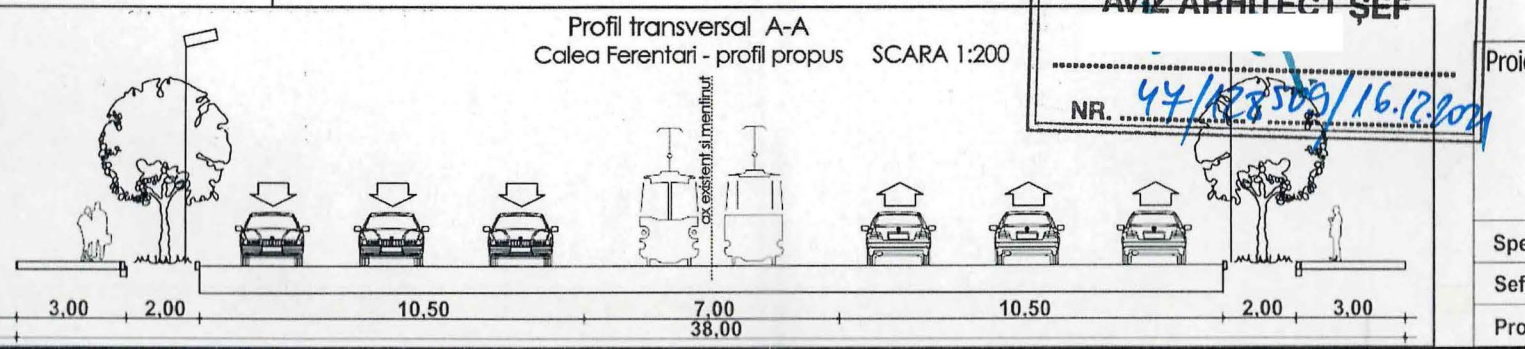 Profil transversal A-A
Calea Ferentari - profil propus SCARA 1:200
AVIZ ARHITECT ȘEF
NR. 47/128509/16.12.2021
ax existent si mentinut
3,00 2,00 10,50 7,00 10,50 2,00 3,00
38,00
Proie
Spe
Sef
Pro